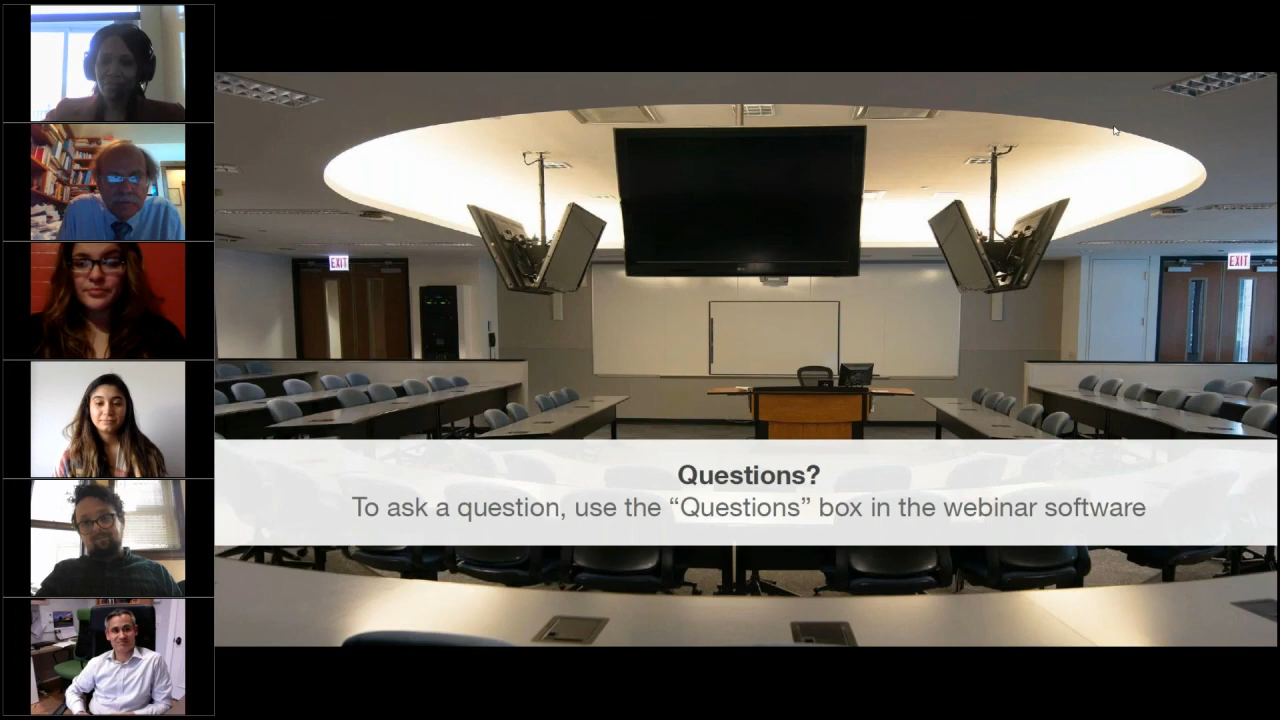 EXIT
EXIT
Questions?
To ask a question, use the “Questions” box in the webinar software